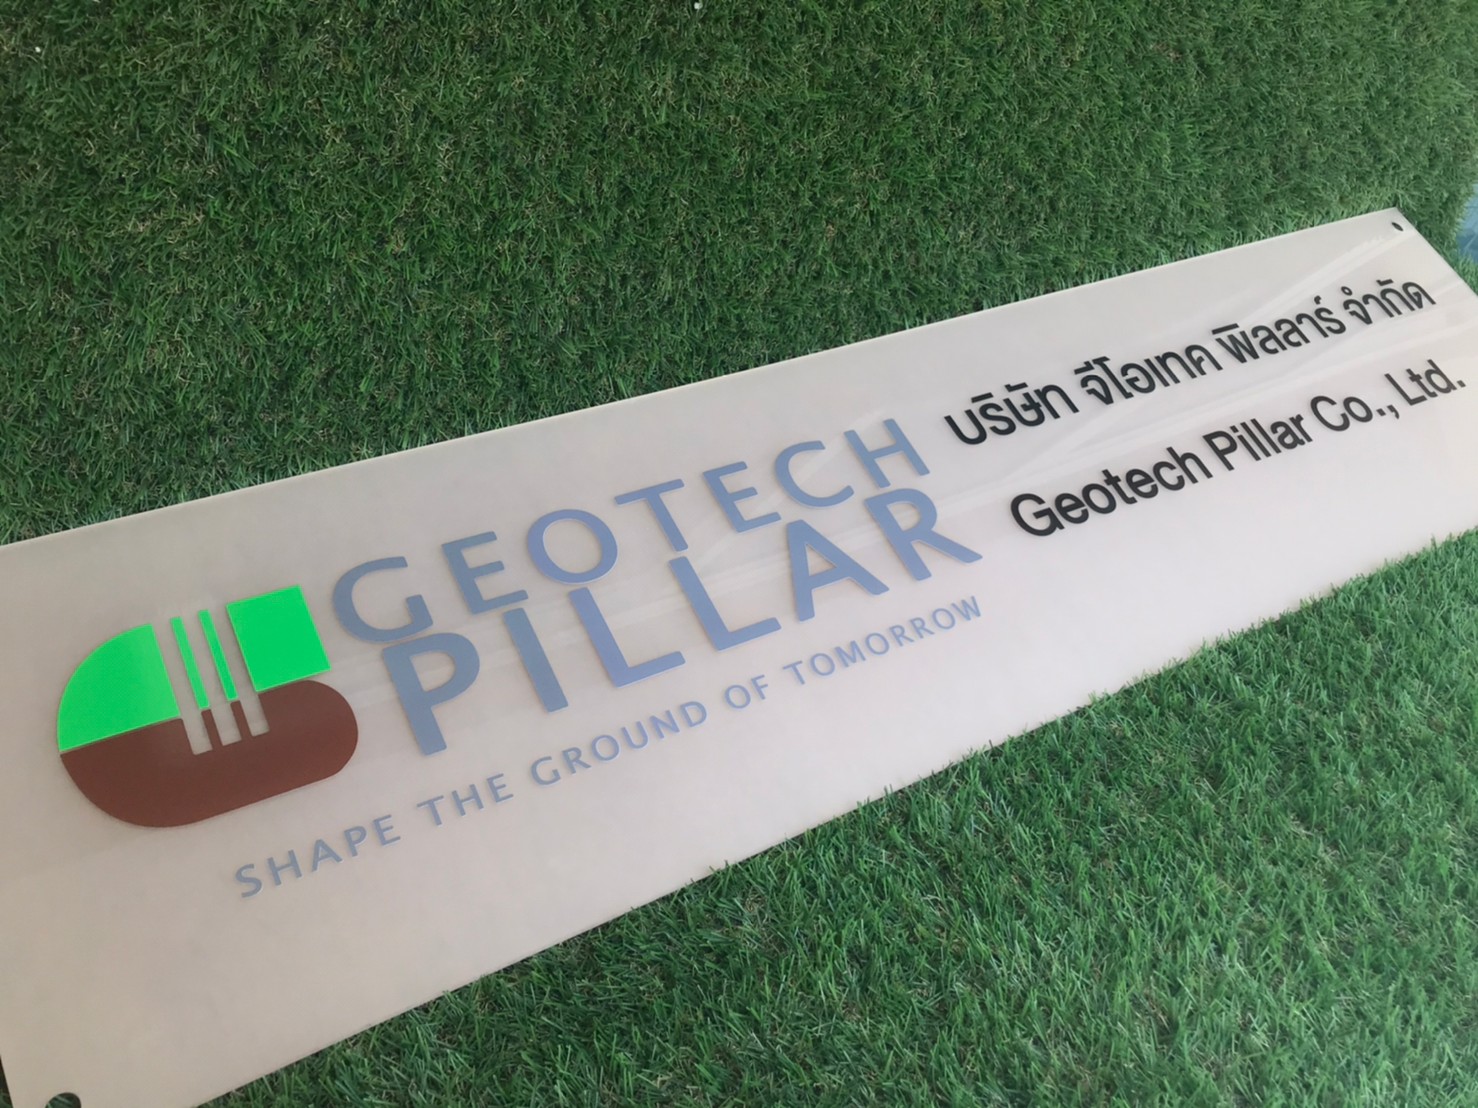 GEOTECH
PILLAR
SHAPE THE GROUND OF TOMORROW
บริษัท จีโอเทค พิลลาร์ จำกัด
Geotech Pillar Co., Ltd.